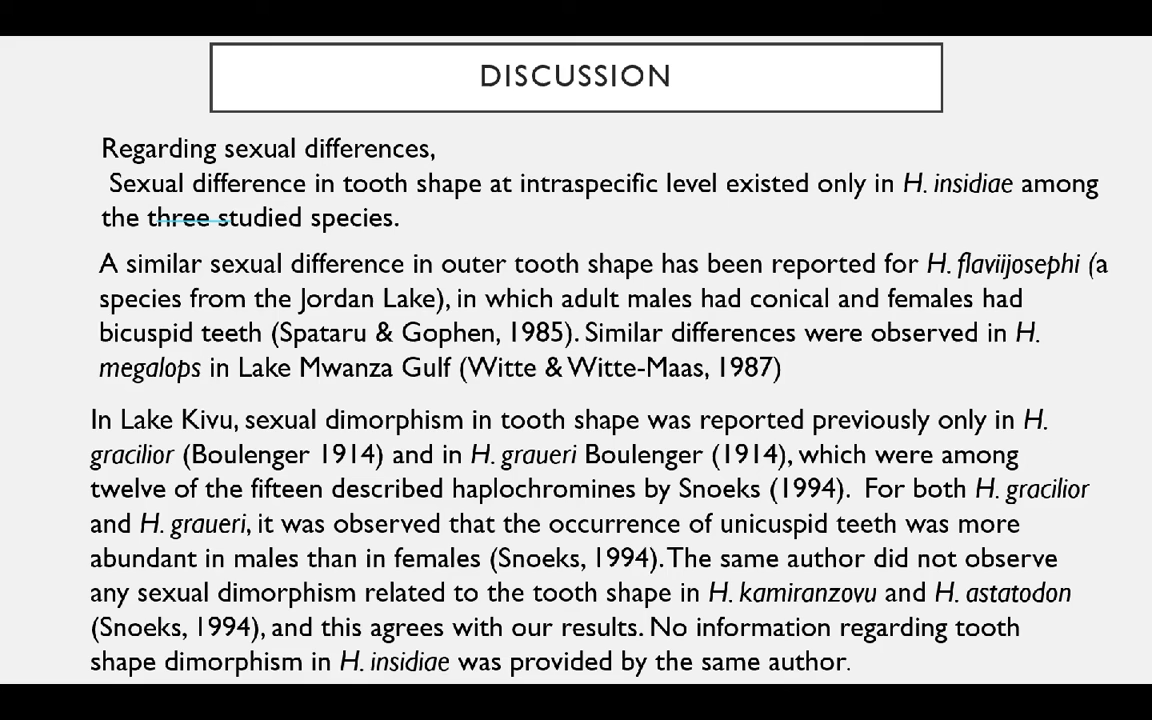 DISCUSSION
Regarding sexual differences,
Sexual difference in tooth shape at intraspecific level existed only in H. insidiae among
the three studied species.
A similar sexual difference in outer tooth shape has been reported for H. flaviijosephi (a
species from the Jordan Lake), in which adult males had conical and females had
bicuspid teeth (Spataru & Gophen, 1985). Similar differences were observed in H.
megalops in Lake Mwanza Gulf (Witte & Witte-Maas, 1987)
In Lake Kivu, sexual dimorphism in tooth shape was reported previously only in H.
gracilior (Boulenger 1914) and in H. graueri Boulenger (1914), which were among
twelve of the fifteen described haplochromines by Snoeks (1994). For both H. gracilior
and H. graueri, it was observed that the occurrence of unicuspid teeth was more
abundant in males than in females (Snoeks, 1994). The same author did not observe
any sexual dimorphism related to the tooth shape in H. kamiranzovu and H. astatodon
(Snoeks, 1994), and this agrees with our results. No information regarding tooth
shape dimorphism in H. insidiae was provided by the same author.